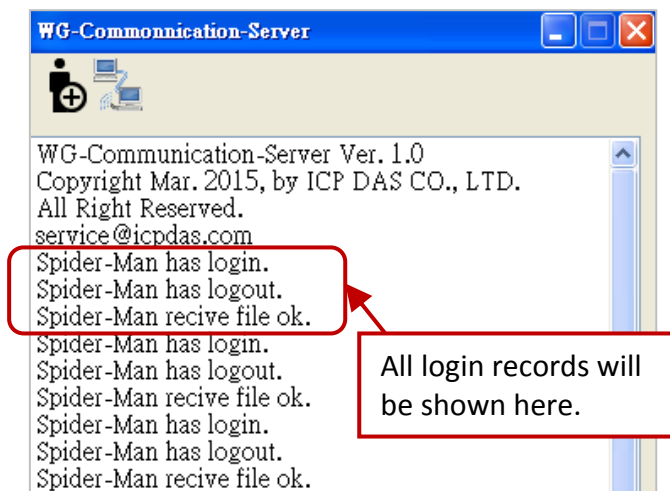 WG-Commonnication-Server
WG-Communication-Server Ver. 1.0
Copyright Mar. 2015, by ICP DAS CO., LTD.
All Right Reserved.
service@icpdas.com
Spider-Man has login.
Spider-Man has logout.
Spider-Man recive file ok.
Spider-Man has login.
Spider-Man has logout.
Spider-Man recive file ok.
Spider-Man has login.
Spider-Man has logout.
Spider-Man recive file ok.
All login records will
be shown here.